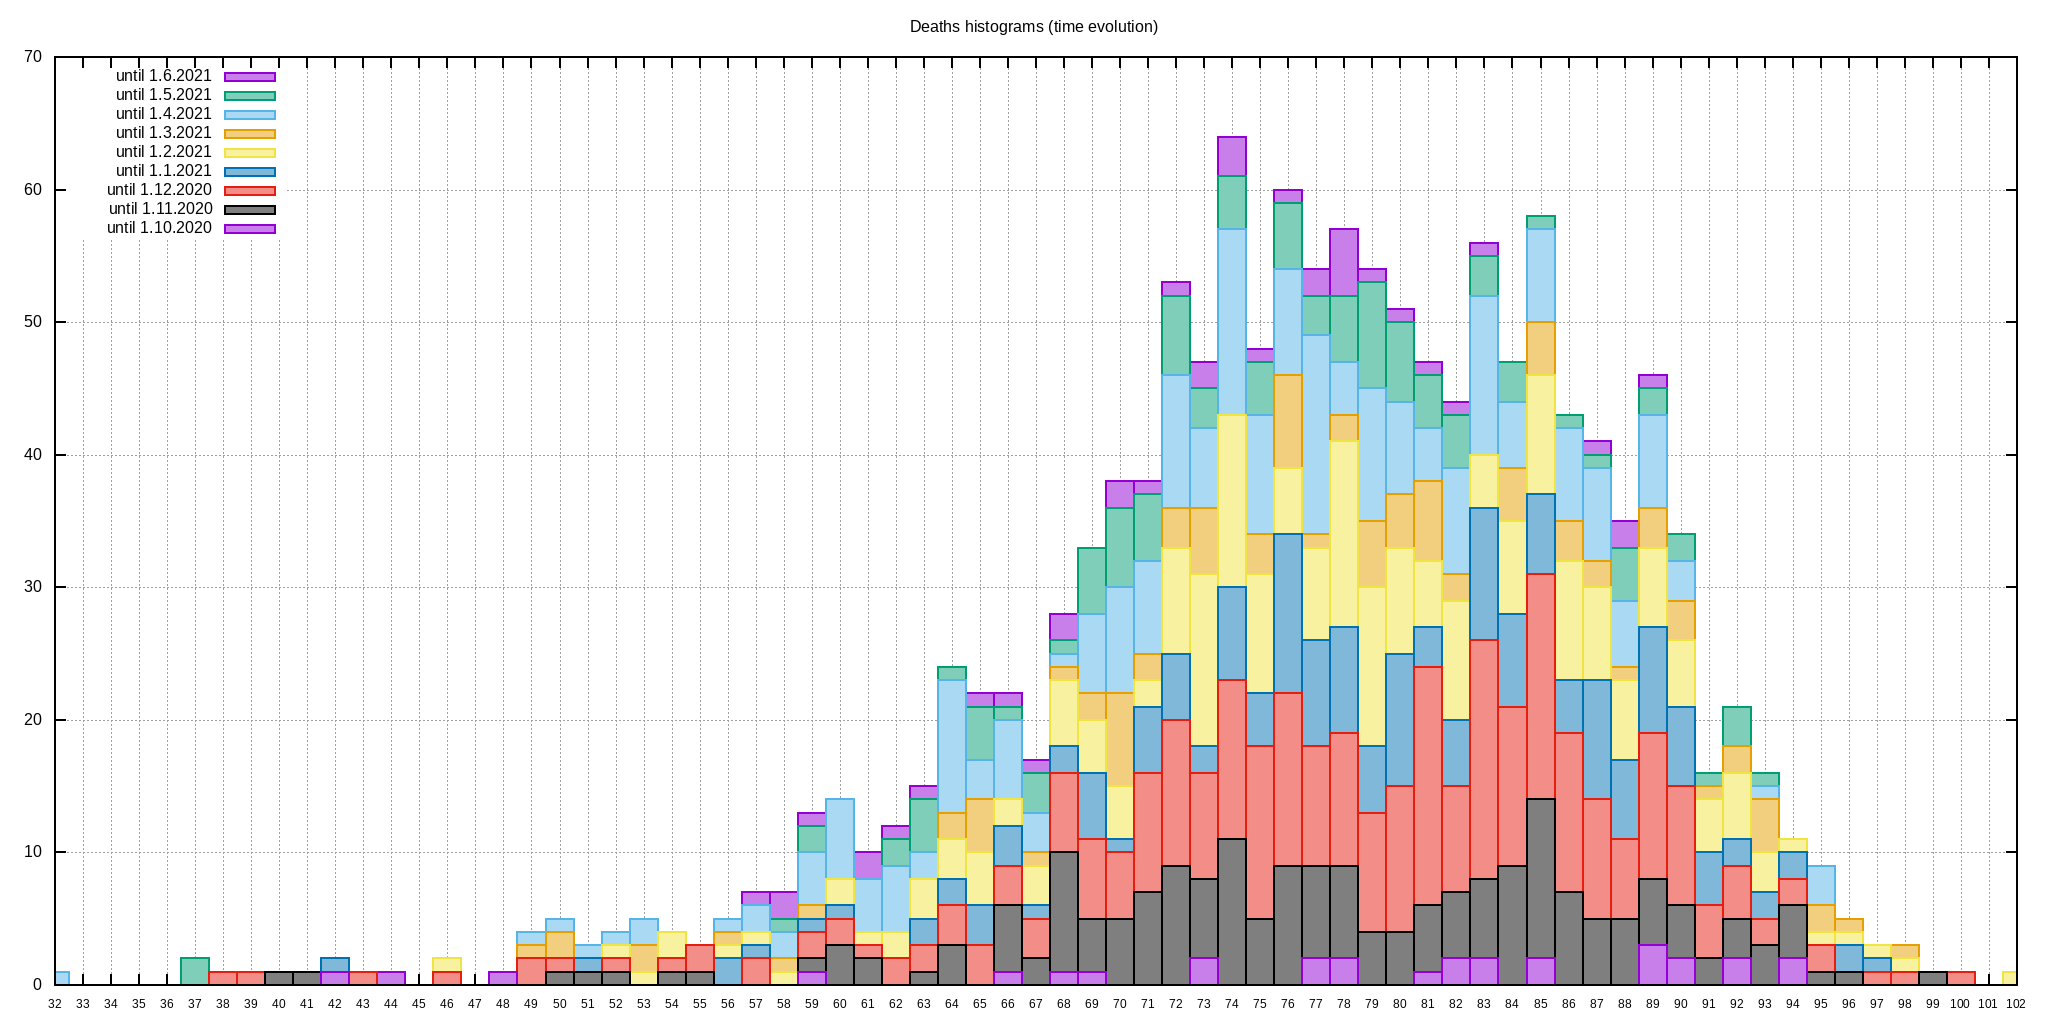 Deaths histograms (time evolution)
70
60
50
40
30
20
10
0
until 1.6.2021
until 1.5.2021
until 1.4.2021
until 1.3.2021
until 1.2.2021
until 1.1.2021
until 1.12.2020
until 1.11.2020
until 1.10.2020
32 33 34 35 36 37 38 39 40 41 42 43 44 45 46 47 48 49 50 51 52 53 54 55 56 57 58 59 60 61 62 63 64 65 66 67 68 69 70 71 72 73 74 75 76 77 78 79 80 81 82 83 84 85 86 87 88 89 90 91 92 93 94 95 96 97 98 99 100 101 102